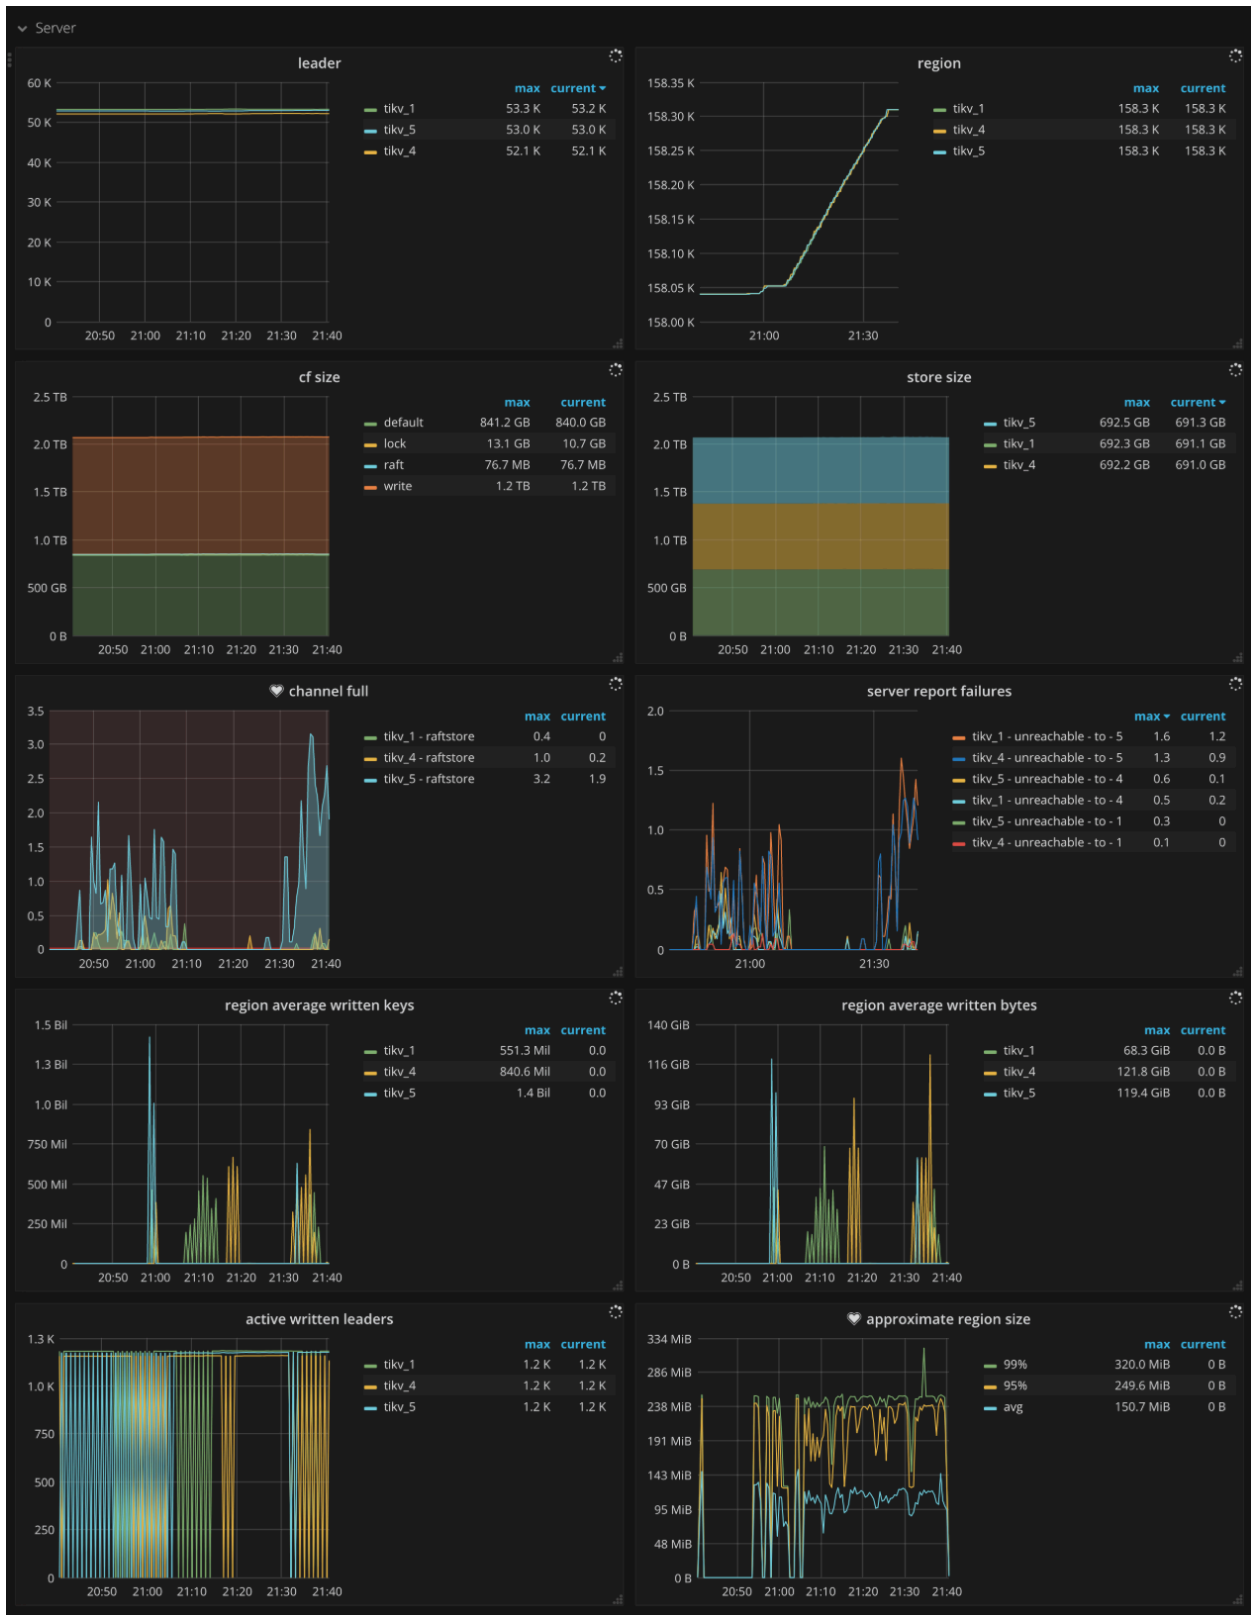 Server
leader
60 K
50 K
40 K
30 K
20 K
10 K
0
20:50 21:00 21:10 21:20 21:30 21:40
max current
tikv_1 53.3 K 53.2 K
tikv_5 53.0 K 53.0 K
tikv_4 52.1 K 52.1 K
region
158.35 K
158.30 K
158.25 K
158.20 K
158.15 K
158.10 K
158.05 K
158.00 K
21:00 21:30
max current
tikv_1 158.3 K 158.3 K
tikv_4 158.3 K 158.3 K
tikv_5 158.3 K 158.3 K
cf size
2.5 TB
2.0 TB
1.5 TB
1.0 TB
500 GB
0 B
20:50 21:00 21:10 21:20 21:30 21:40
max current
default 841.2 GB 840.0 GB
lock 13.1 GB 10.7 GB
raft 76.7 MB 76.7 MB
write 1.2 TB 1.2 TB
store size
2.5 TB
2.0 TB
1.5 TB
1.0 TB
500 GB
0 B
20:50 21:00 21:10 21:20 21:30 21:40
max current
tikv_5 692.5 GB 691.3 GB
tikv_1 692.3 GB 691.1 GB
tikv_4 692.2 GB 691.0 GB
channel full
3.5
3.0
2.5
2.0
1.5
1.0
0.5
0
20:50 21:00 21:10 21:20 21:30 21:40
max current
tikv_1 - raftstore 0.4 0
tikv_4 - raftstore 1.0 0.2
tikv_5 - raftstore 3.2 1.9
server report failures
2.0
1.5
1.0
0.5
0
21:00 21:30
max current
tikv_1 - unreachable - to - 5 1.6 1.2
tikv_4 - unreachable - to - 5 1.3 0.9
tikv_5 - unreachable - to - 4 0.6 0.1
tikv_1 - unreachable - to - 4 0.5 0.2
tikv_5 - unreachable - to - 1 0.3 0
tikv_4 - unreachable - to - 1 0.1 0
region average written keys
1.5 Bil
1.3 Bil
1.0 Bil
750 Mil
500 Mil
250 Mil
0
20:50 21:00 21:10 21:20 21:30 21:40
max current
tikv_1 551.3 Mil 0.0
tikv_4 840.6 Mil 0.0
tikv_5 1.4 Bil 0.0
region average written bytes
140 GiB
116 GiB
93 GiB
70 GiB
47 GiB
23 GiB
0 B
20:50 21:00 21:10 21:20 21:30 21:40
max current
tikv_1 68.3 GiB 0.0 B
tikv_4 121.8 GiB 0.0 B
tikv_5 119.4 GiB 0.0 B
active written leaders
1.3 K
1.0 K
750
500
250
0
20:50 21:00 21:10 21:20 21:30 21:40
max current
tikv_1 1.2 K 1.2 K
tikv_4 1.2 K 1.2 K
tikv_5 1.2 K 1.2 K
approximate region size
334 MiB
286 MiB
238 MiB
191 MiB
143 MiB
95 MiB
48 MiB
0 B
20:50 21:00 21:10 21:20 21:30 21:40
max current
99% 320.0 MiB 0 B
95% 249.6 MiB 0 B
avg 150.7 MiB 0 B